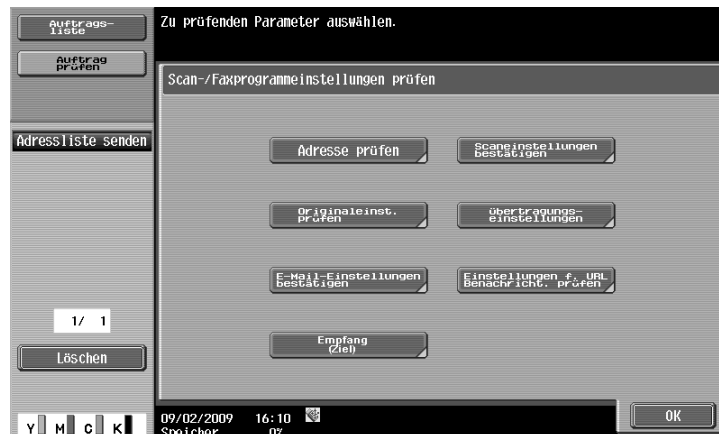 Auftrags-
liste
Auftrag
prüfen
Adressliste senden
1/ 1
Löschen
Y M C K
Zu prüfenden Parameter auswählen.
Scan-/Faxprogrammeinstellungen prüfen
Adresse prüfen
Scaneinstellungen
bestätigen
Originaleinst.
prüfen
übertragungs-
einstellungen
E-Mail-Einstellungen
bestätigen
Einstellungen f. URL
Benachricht. prüfen
Empfang
(Ziel)
09/02/2009 16:10
Speicher 0%
OK